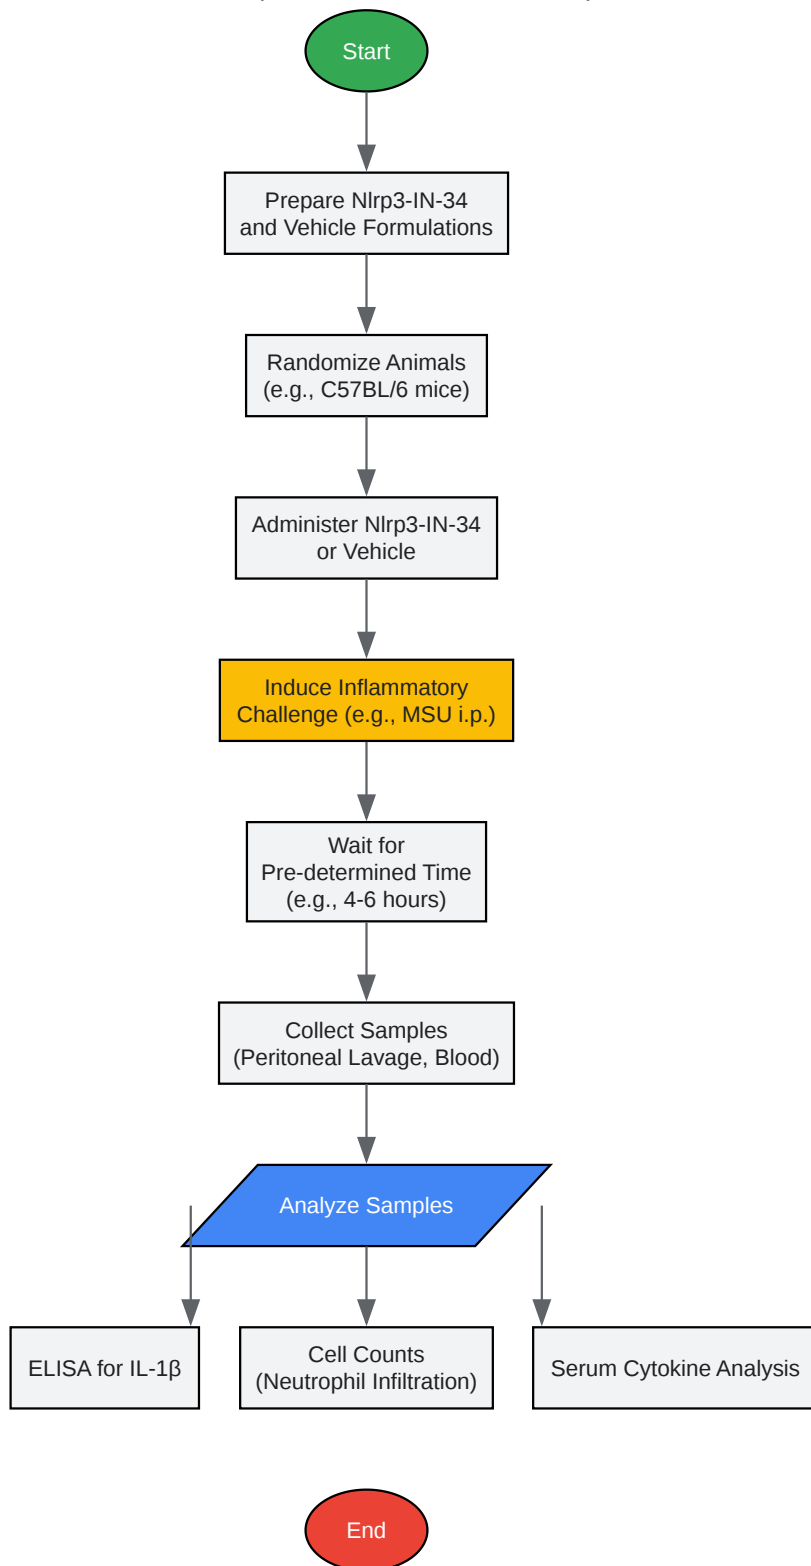 Start
Prepare Nlrp3-IN-34
and Vehicle Formulations
Randomize Animals
(e.g., C57BL/6 mice)
Administer Nlrp3-IN-34
or Vehicle
Induce Inflammatory
Challenge (e.g., MSU i.p.)
Wait for
Pre-determined Time
(e.g., 4-6 hours)
Collect Samples
(Peritoneal Lavage, Blood)
Analyze Samples
ELISA for IL-1β
Cell Counts
(Neutrophil Infiltration)
Serum Cytokine Analysis
End